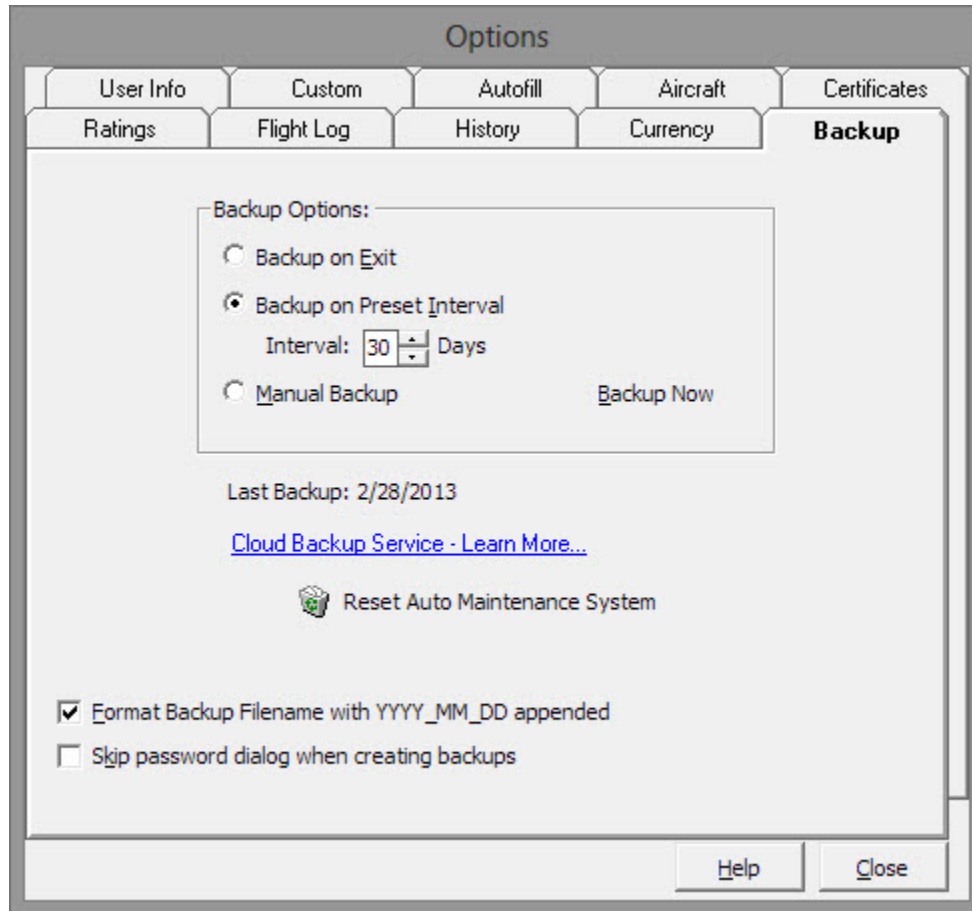 Options
User Info Custom Autofill Aircraft Certificates
Ratings Flight Log History Currency Backup
Backup Options:
Backup on Exit
Backup on Preset Interval
Interval: 30 Days
Manual Backup Backup Now
Last Backup: 2/28/2013
Cloud Backup Service - Learn More...
Reset Auto Maintenance System
Format Backup Filename with YYYY_MM_DD appended
Skip password dialog when creating backups
Help Close